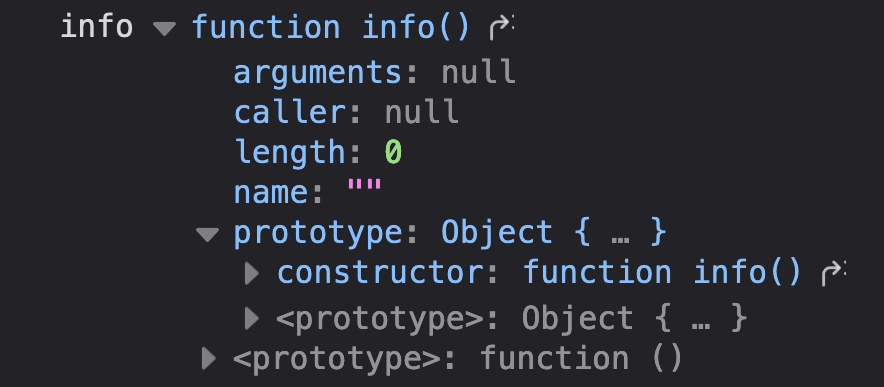 info function info()
arguments: null
caller: null
length: 0
name: ""
prototype: Object { … }
constructor: function info()
<prototype>: Object { … }
<prototype>: function ()